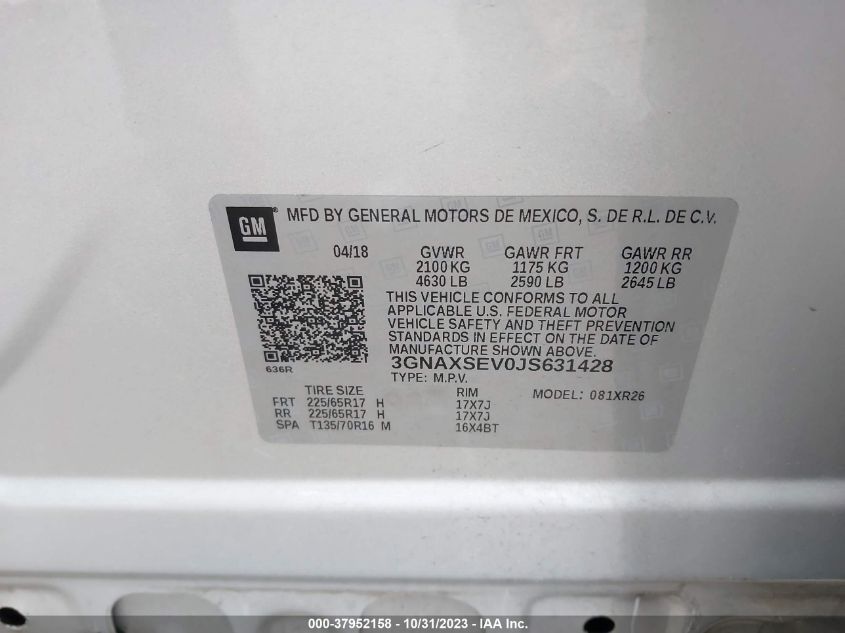 GM® MFD BY GENERAL MOTORS DE MEXICO, S. DE R.L. DE C.V.
04/18 GVWR GAWR FRT GAWR RR
2100 KG 1175 KG 1200 KG
4630 LB 2590 LB 2645 LB
THIS VEHICLE CONFORMS TO ALL
APPLICABLE U.S. FEDERAL MOTOR
VEHICLE SAFETY AND THEFT PREVENTION
STANDARDS IN EFFECT ON THE DATE OF
MANUFACTURE SHOWN ABOVE.
3GNAXSEV0JS631428
636R
TYPE: M.P.V.
TIRE SIZE RIM MODEL: 081XR26
FRT 225/65R17 H 17X7J
RR 225/65R17 H 17X7J
SPA T135/70R16 M 16X4BT
000-37952158 - 10/31/2023 - IAA Inc.